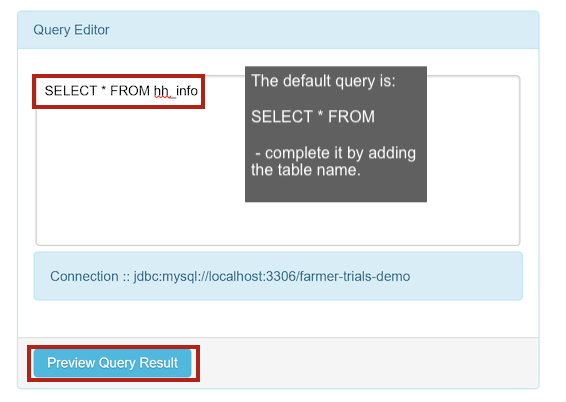 Query Editor
SELECT * FROM hh_info
The default query is:
SELECT * FROM
- complete it by adding
the table name.
Connection :: jdbc:mysql://localhost:3306/farmer-trials-demo
Preview Query Result